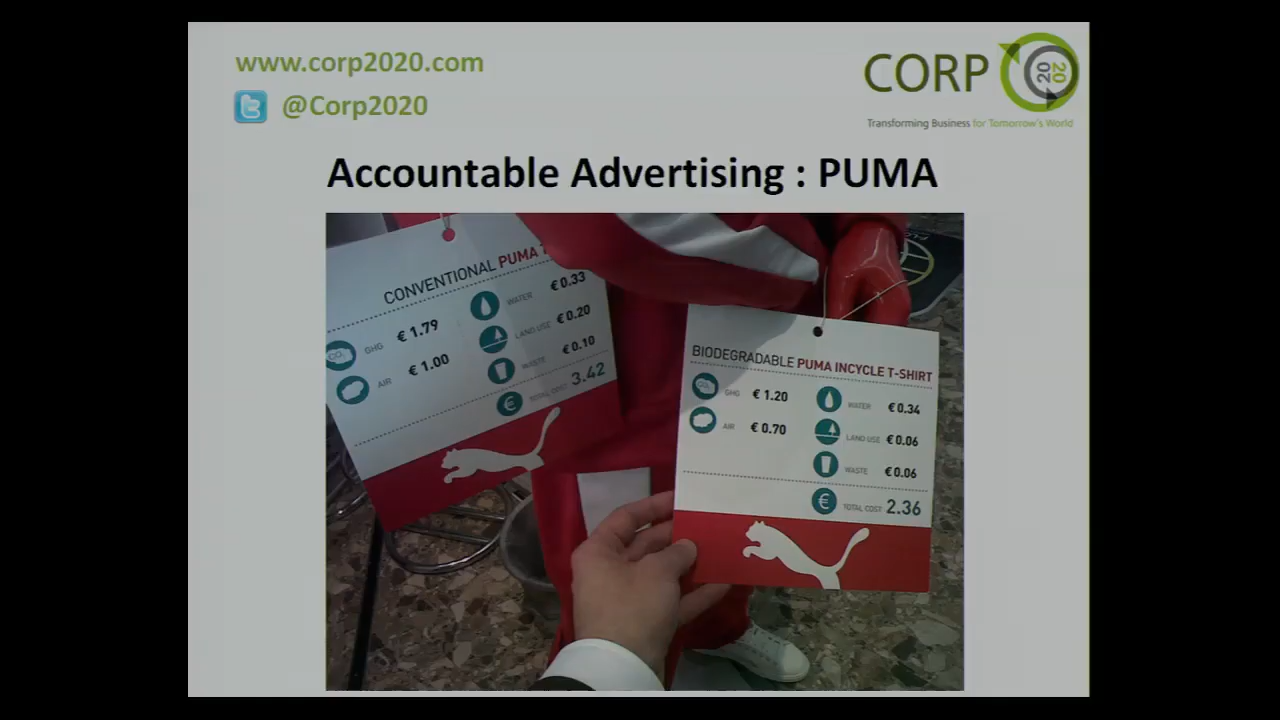 www.corp2020.com
@Corp2020
CORP 2020
Transforming Business for Tomorrow's World
Accountable Advertising : PUMA
CONVENTIONAL PUMA T
CO₂ GHG € 1.79
AIR € 1.00
WATER € 0.33
LAND USE € 0.20
WASTE € 0.10
€ TOTAL COST 3.42
BIODEGRADABLE PUMA INCYCLE T-SHIRT
CO₂ GHG € 1.20
AIR € 0.70
WATER € 0.34
LAND USE € 0.06
WASTE € 0.06
€ TOTAL COST 2.36